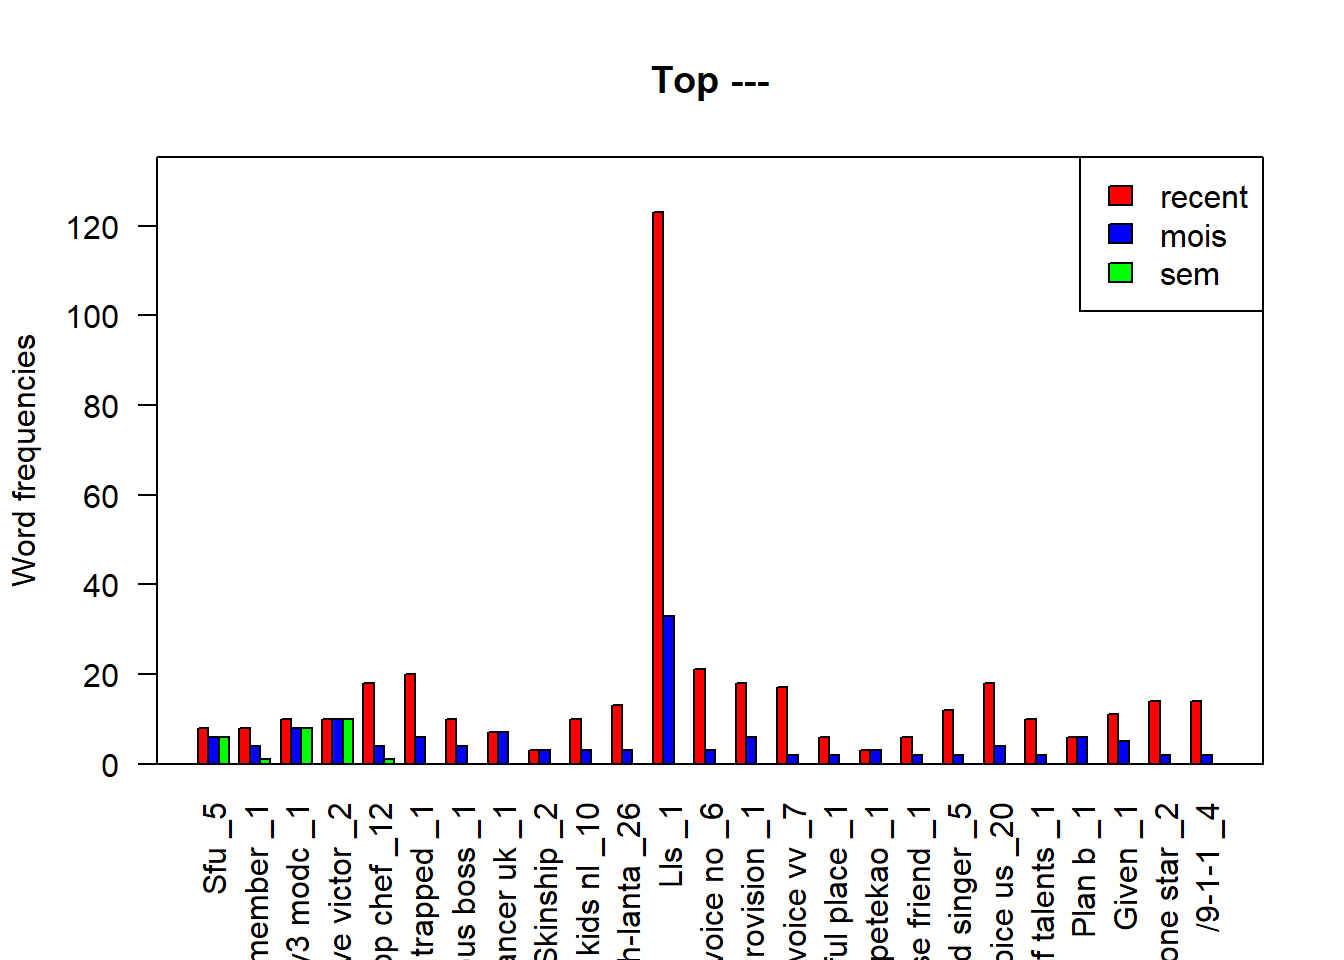 Top ---
recent
mois
sem
Word frequencies
120
100
80
60
40
20
0
Sfu _5
member _1
v3 modc _1
ve victor _2
op chef _12
trapped _1
ous boss _1
ancer uk _1
Skinship _2
kids nl _10
h-lanta _26
Lls _1
voice no _6
rovision _1
voice vv _7
ful place _1
petekao _1
se friend _1
d singer _5
oice us _20
f talents _1
Plan b _1
Given _1
one star _2
/9-1-1 _4